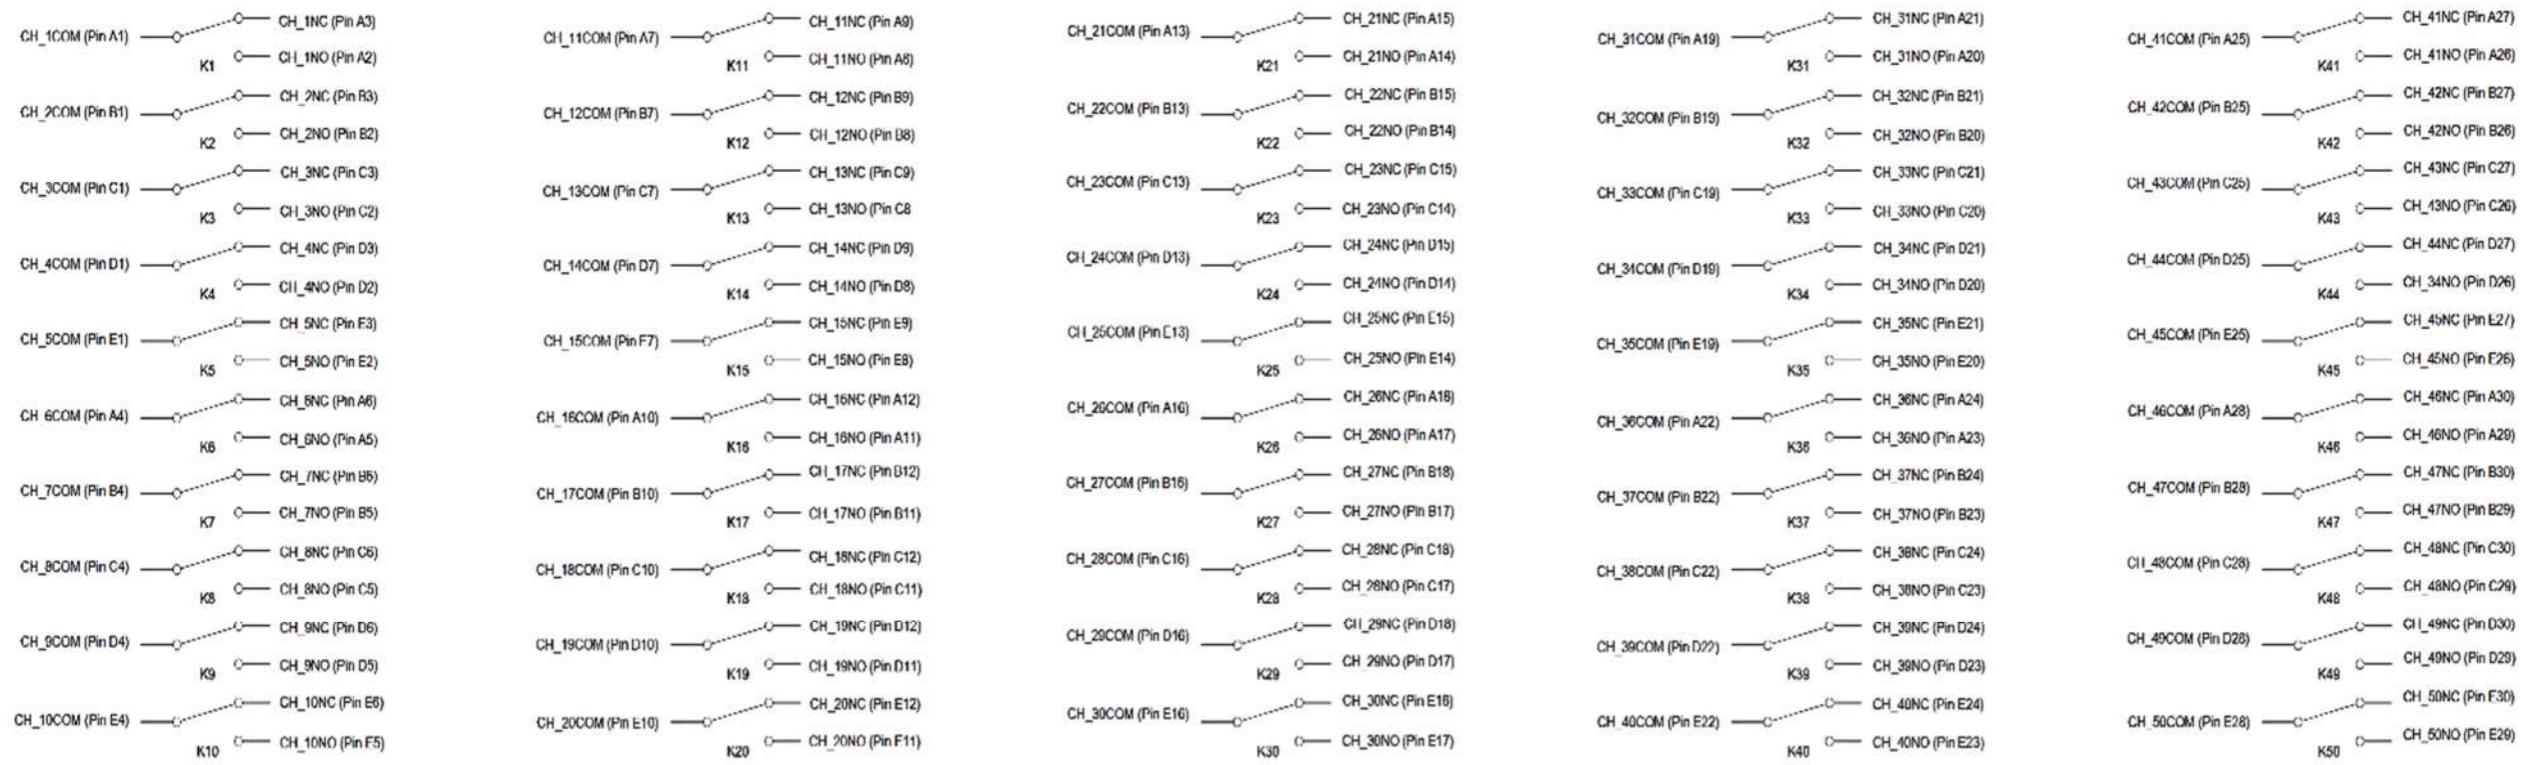 CH_1COM (Pin A1)
CH_1NC (Pin A3)
K1
CH_1NO (Pin A2)
CH_2COM (Pin B1)
CH_2NC (Pin B3)
K2
CH_2NO (Pin B2)
CH_3COM (Pin C1)
CH_3NC (Pin C3)
K3
CH_3NO (Pin C2)
CH_4COM (Pin D1)
CH_4NC (Pin D3)
K4
CH_4NO (Pin D2)
CH_5COM (Pin E1)
CH_5NC (Pin E3)
K5
CH_5NO (Pin E2)
CH_6COM (Pin A4)
CH_6NC (Pin A6)
K6
CH_6NO (Pin A5)
CH_7COM (Pin B4)
CH_7NC (Pin B6)
K7
CH_7NO (Pin B5)
CH_8COM (Pin C4)
CH_8NC (Pin C6)
K8
CH_8NO (Pin C5)
CH_9COM (Pin D4)
CH_9NC (Pin D6)
K9
CH_9NO (Pin D5)
CH_10COM (Pin E4)
CH_10NC (Pin E6)
K10
CH_10NO (Pin E5)
CH_11COM (Pin A7)
CH_11NC (Pin A9)
K11
CH_11NO (Pin A8)
CH_12COM (Pin B7)
CH_12NC (Pin B9)
K12
CH_12NO (Pin B8)
CH_13COM (Pin C7)
CH_13NC (Pin C9)
K13
CH_13NO (Pin C8
CH_14COM (Pin D7)
CH_14NC (Pin D9)
K14
CH_14NO (Pin D8)
CH_15COM (Pin E7)
CH_15NC (Pin E9)
K15
CH_15NO (Pin E8)
CH_16COM (Pin A10)
CH_16NC (Pin A12)
K16
CH_16NO (Pin A11)
CH_17COM (Pin B10)
CH_17NC (Pin B12)
K17
CH_17NO (Pin B11)
CH_18COM (Pin C10)
CH_18NC (Pin C12)
K18
CH_18NO (Pin C11)
CH_19COM (Pin D10)
CH_19NC (Pin D12)
K19
CH_19NO (Pin D11)
CH_20COM (Pin E10)
CH_20NC (Pin E12)
K20
CH_20NO (Pin E11)
CH_21COM (Pin A13)
CH_21NC (Pin A15)
K21
CH_21NO (Pin A14)
CH_22COM (Pin B13)
CH_22NC (Pin B15)
K22
CH_22NO (Pin B14)
CH_23COM (Pin C13)
CH_23NC (Pin C15)
K23
CH_23NO (Pin C14)
CH_24COM (Pin D13)
CH_24NC (Pin D15)
K24
CH_24NO (Pin D14)
CH_25COM (Pin E13)
CH_25NC (Pin E15)
K25
CH_25NO (Pin E14)
CH_26COM (Pin A16)
CH_26NC (Pin A18)
K26
CH_26NO (Pin A17)
CH_27COM (Pin B16)
CH_27NC (Pin B18)
K27
CH_27NO (Pin B17)
CH_28COM (Pin C16)
CH_28NC (Pin C18)
K28
CH_28NO (Pin C17)
CH_29COM (Pin D16)
CH_29NC (Pin D18)
K29
CH_29NO (Pin D17)
CH_30COM (Pin E16)
CH_30NC (Pin E18)
K30
CH_30NO (Pin E17)
CH_31COM (Pin A19)
CH_31NC (Pin A21)
K31
CH_31NO (Pin A20)
CH_32COM (Pin B19)
CH_32NC (Pin B21)
K32
CH_32NO (Pin B20)
CH_33COM (Pin C19)
CH_33NC (Pin C21)
K33
CH_33NO (Pin C20)
CH_34COM (Pin D19)
CH_34NC (Pin D21)
K34
CH_34NO (Pin D20)
CH_35COM (Pin E19)
CH_35NC (Pin E21)
K35
CH_35NO (Pin E20)
CH_36COM (Pin A22)
CH_36NC (Pin A24)
K36
CH_36NO (Pin A23)
CH_37COM (Pin B22)
CH_37NC (Pin B24)
K37
CH_37NO (Pin B23)
CH_38COM (Pin C22)
CH_38NC (Pin C24)
K38
CH_38NO (Pin C23)
CH_39COM (Pin D22)
CH_39NC (Pin D24)
K39
CH_39NO (Pin D23)
CH_40COM (Pin E22)
CH_40NC (Pin E24)
K40
CH_40NO (Pin E23)
CH_41COM (Pin A25)
CH_41NC (Pin A27)
K41
CH_41NO (Pin A26)
CH_42COM (Pin B25)
CH_42NC (Pin B27)
K42
CH_42NO (Pin B26)
CH_43COM (Pin C25)
CH_43NC (Pin C27)
K43
CH_43NO (Pin C26)
CH_44COM (Pin D25)
CH_44NC (Pin D27)
K44
CH_34NO (Pin D26)
CH_45COM (Pin E25)
CH_45NC (Pin E27)
K45
CH_45NO (Pin E26)
CH_46COM (Pin A28)
CH_46NC (Pin A30)
K46
CH_46NO (Pin A29)
CH_47COM (Pin B28)
CH_47NC (Pin B30)
K47
CH_47NO (Pin B29)
CH_48COM (Pin C28)
CH_48NC (Pin C30)
K48
CH_48NO (Pin C29)
CH_49COM (Pin D28)
CH_49NC (Pin D30)
K49
CH_49NO (Pin D29)
CH_50COM (Pin E28)
CH_50NC (Pin E30)
K50
CH_50NO (Pin E29)